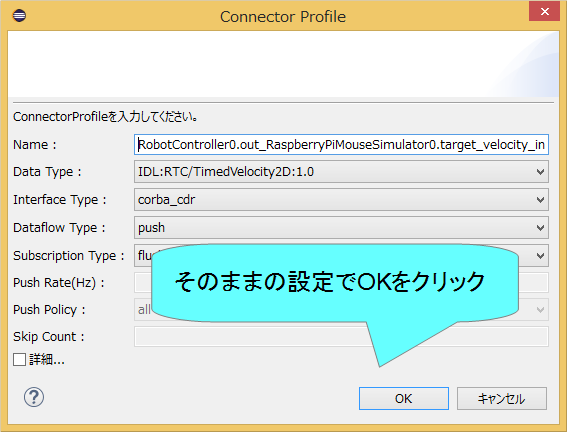 Connector Profile
ConnectorProfileを入力してください。
Name :
RobotController0.out_RaspberryPiMouseSimulator0.target_velocity_in
Data Type :
IDL:RTC/TimedVelocity2D:1.0
Interface Type :
corba_cdr
Dataflow Type :
push
Subscription Type :
そのままの設定でOKをクリック
Push Rate(Hz) :
Push Policy :
all
Skip Count :
詳細...
OK
キャンセル